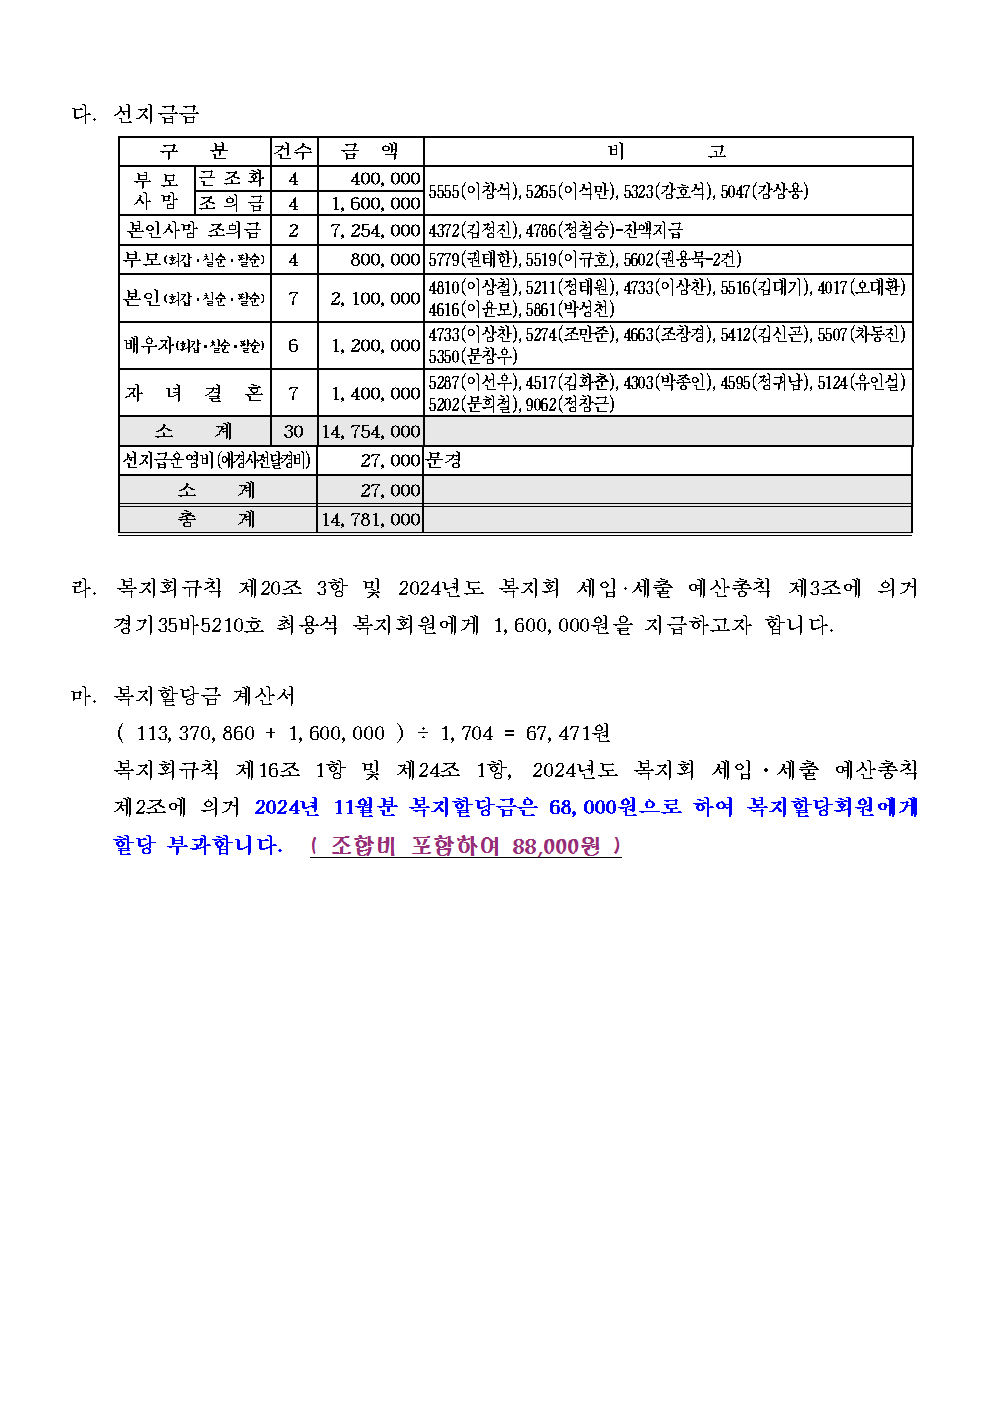 다. 선지급금
구 분 건수 금 액 비 고
부 모 사 망 근 조 화 4 400,000 5555(이창석), 5265(이석만), 5323(강호식), 5047(강상용)
조 의 금 4 1,600,000
본인사망 조의금 2 7,254,000 4372(김정진), 4786(정철승)-잔액지급
부모(회갑·칠순·팔순) 4 800,000 5779(권태한), 5519(이규호), 5602(권용목-2건)
본인(회갑·칠순·팔순) 7 2,100,000 4810(이상철), 5211(정태원), 4733(이상찬), 5516(김대기), 4017(오대환)
4616(이윤모), 5861(박성천)
배우자(회갑·칠순·팔순) 6 1,200,000 4733(이상찬), 5274(조만준), 4663(조창경), 5412(김신곤), 5507(차동진)
5350(문창우)
자 녀 결 혼 7 1,400,000 5287(이선우), 4517(김화춘), 4303(박종인), 4595(정귀남), 5124(유인실)
5202(문희철), 9062(정창근)
소 계 30 14,754,000
선지급운영비(애경사전달경비) 27,000 문경
소 계 27,000
총 계 14,781,000
라. 복지회규칙 제20조 3항 및 2024년도 복지회 세입·세출 예산총칙 제3조에 의거
경기35바5210호 최용석 복지회원에게 1,600,000원을 지급하고자 합니다.
마. 복지할당금 계산서
( 113,370,860 + 1,600,000 ) ÷ 1,704 = 67,471원
복지회규칙 제16조 1항 및 제24조 1항, 2024년도 복지회 세입·세출 예산총칙
제2조에 의거 2024년 11월분 복지할당금은 68,000원으로 하여 복지할당회원에게
할당 부과합니다. ( 조합비 포함하여 88,000원 )